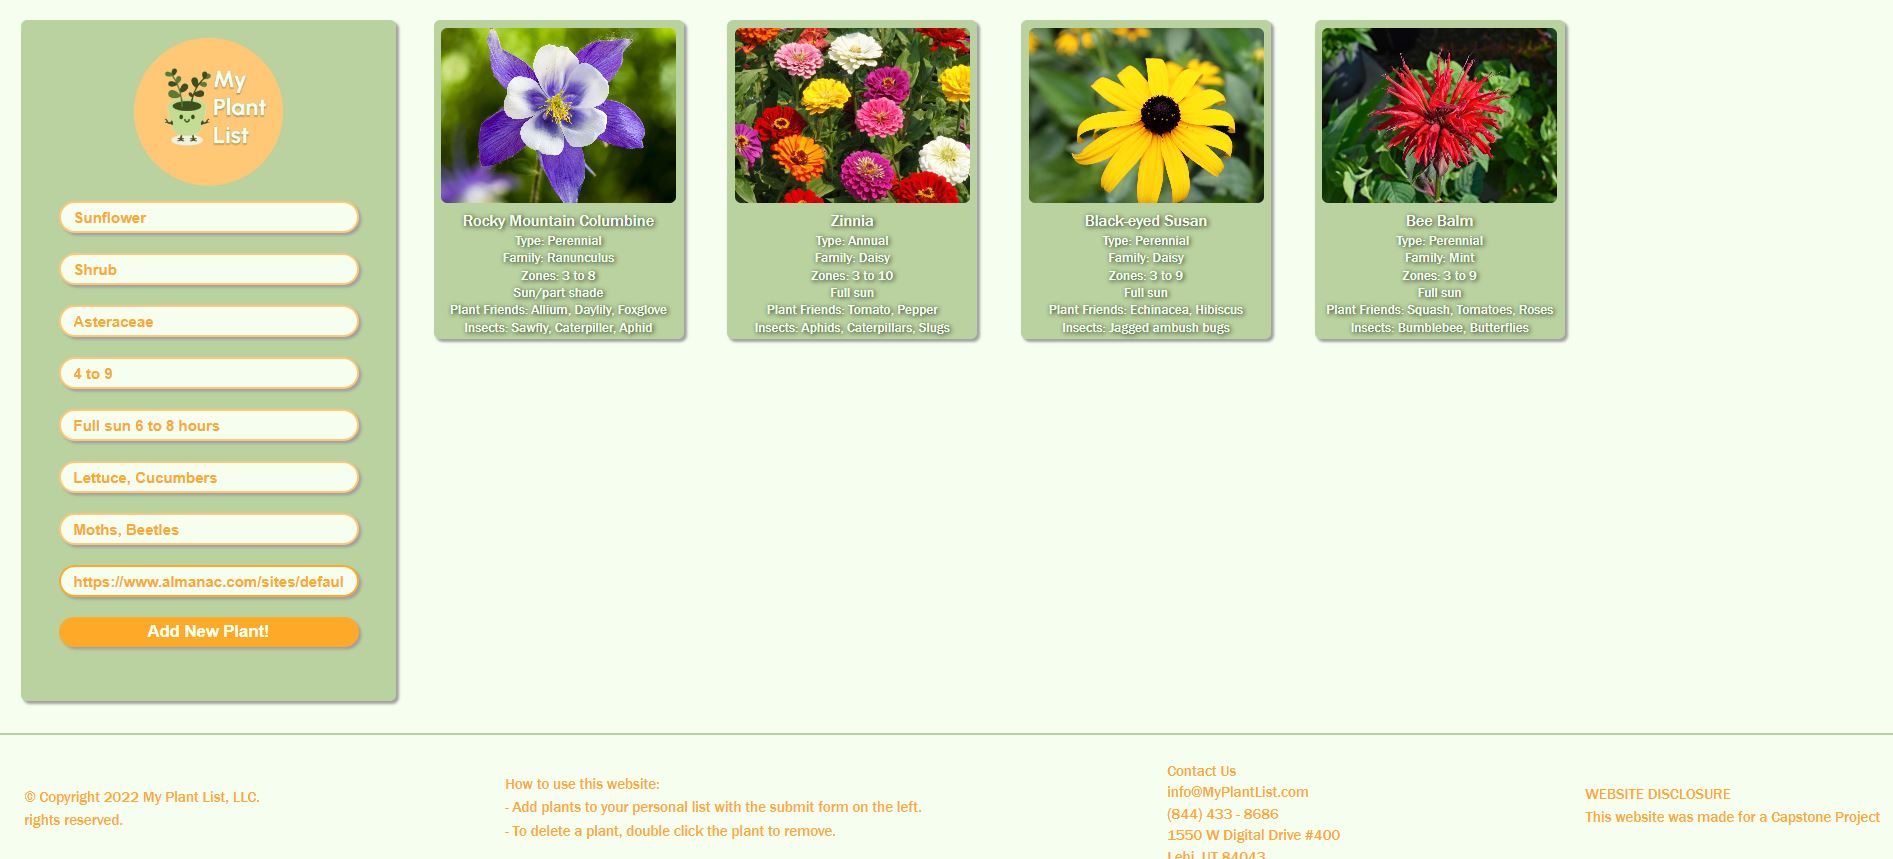 My
Plant
List
Sunflower
Shrub
Asteraceae
4 to 9
Full sun 6 to 8 hours
Lettuce, Cucumbers
Moths, Beetles
https://www.almanac.com/sites/defaul
Add New Plant!
Rocky Mountain Columbine
Type: Perennial
Family: Ranunculus
Zones: 3 to 8
Sun/part shade
Plant Friends: Allium, Daylily, Foxglove
Insects: Sawfly, Caterpiller, Aphid
Zinnia
Type: Annual
Family: Daisy
Zones: 3 to 10
Full sun
Plant Friends: Tomato, Pepper
Insects: Aphids, Caterpillars, Slugs
Black-eyed Susan
Type: Perennial
Family: Daisy
Zones: 3 to 9
Full sun
Plant Friends: Echinacea, Hibiscus
Insects: Jagged ambush bugs
Bee Balm
Type: Perennial
Family: Mint
Zones: 3 to 9
Full sun
Plant Friends: Squash, Tomatoes, Roses
Insects: Bumblebee, Butterflies
© Copyright 2022 My Plant List, LLC.
rights reserved.
How to use this website:
- Add plants to your personal list with the submit form on the left.
- To delete a plant, double click the plant to remove.
Contact Us
info@MyPlantList.com
(844) 433 - 8686
1550 W Digital Drive #400
Lehi, UT 84043
WEBSITE DISCLOSURE
This website was made for a Capstone Project